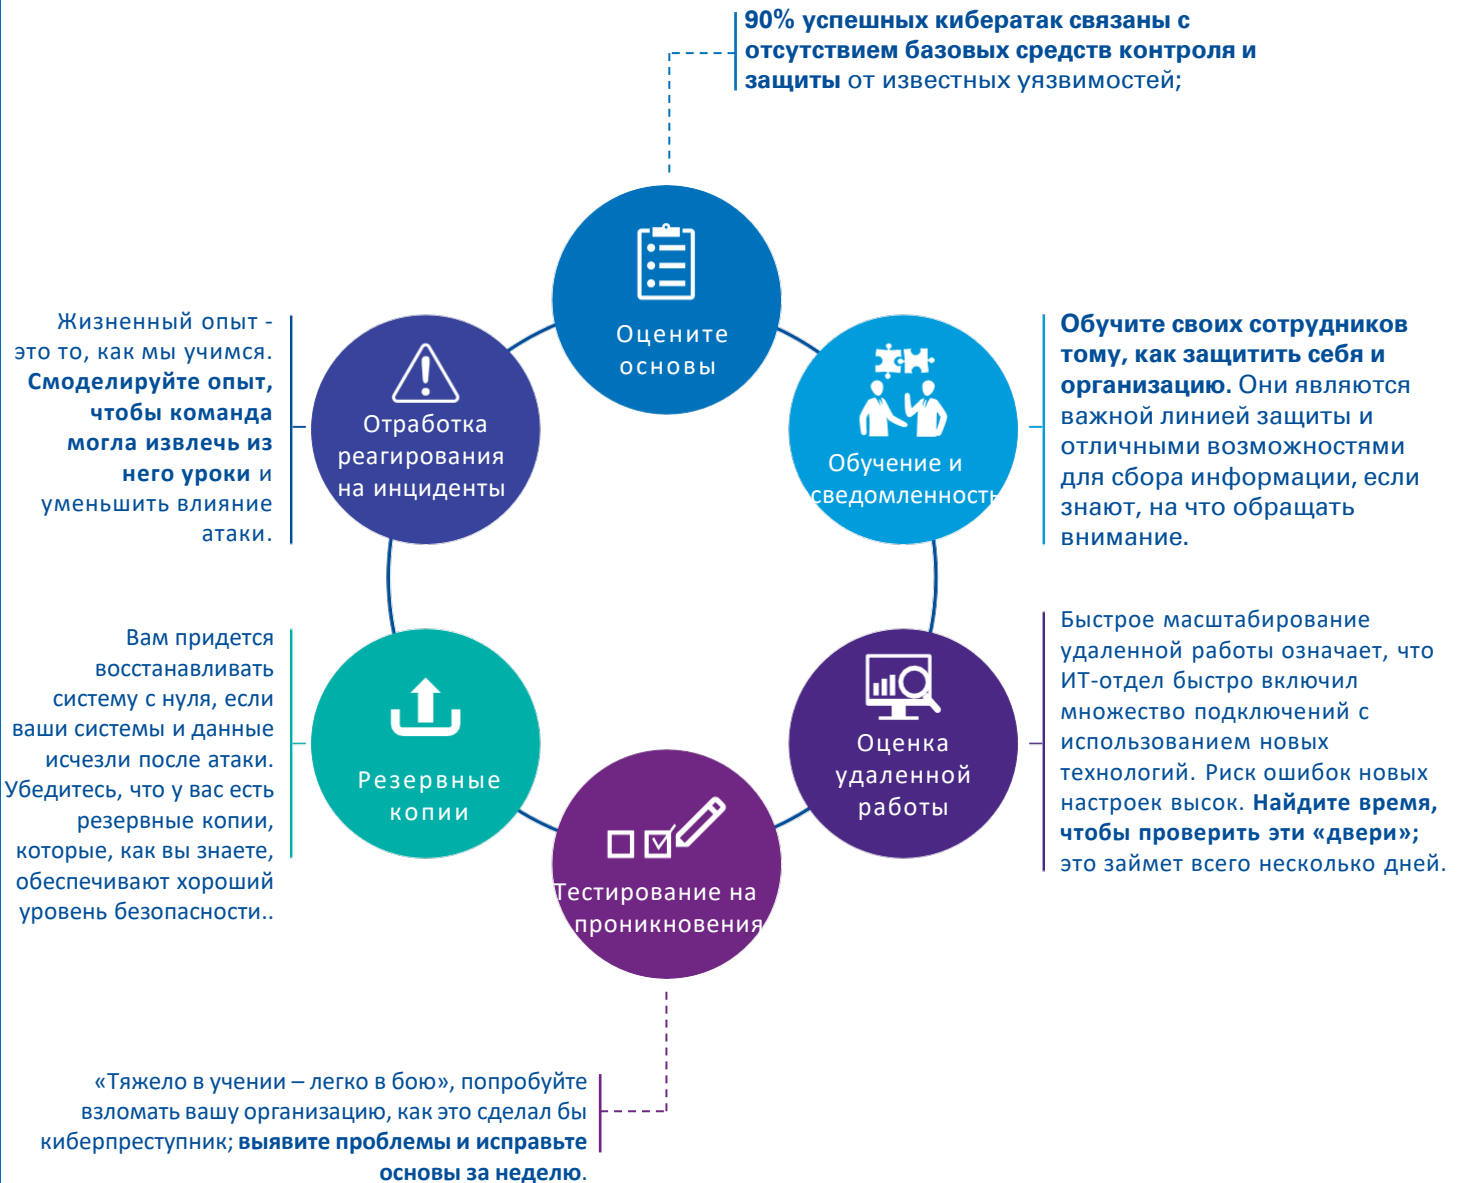 90% успешных кибератак связаны с
отсутствием базовых средств контроля и
защиты от известных уязвимостей;
Оцените
основы
Жизненный опыт -
это то, как мы учимся.
Смоделируйте опыт,
чтобы команда
могла извлечь из
него уроки и
уменьшить влияние
атаки.
Отработка
реагирования
на инциденты
Обучение и
сведомленность
Обучите своих сотрудников
тому, как защитить себя и
организацию. Они являются
важной линией защиты и
отличными возможностями
для сбора информации, если
знают, на что обращать
внимание.
Вам придется
восстанавливать
систему с нуля, если
ваши системы и данные
исчезли после атаки.
Убедитесь, что у вас есть
резервные копии,
которые, как вы знаете,
обеспечивают хороший
уровень безопасности..
Резервные
копии
Оценка
удаленной
работы
Быстрое масштабирование
удаленной работы означает, что
ИТ-отдел быстро включил
множество подключений с
использованием новых
технологий. Риск ошибок новых
настроек высок. Найдите время,
чтобы проверить эти «двери»;
это займет всего несколько дней.
Тестирование на
проникновения
«Тяжело в учении – легко в бою», попробуйте
взломать вашу организацию, как это сделал бы
киберпреступник; выявите проблемы и исправьте
основы за неделю.